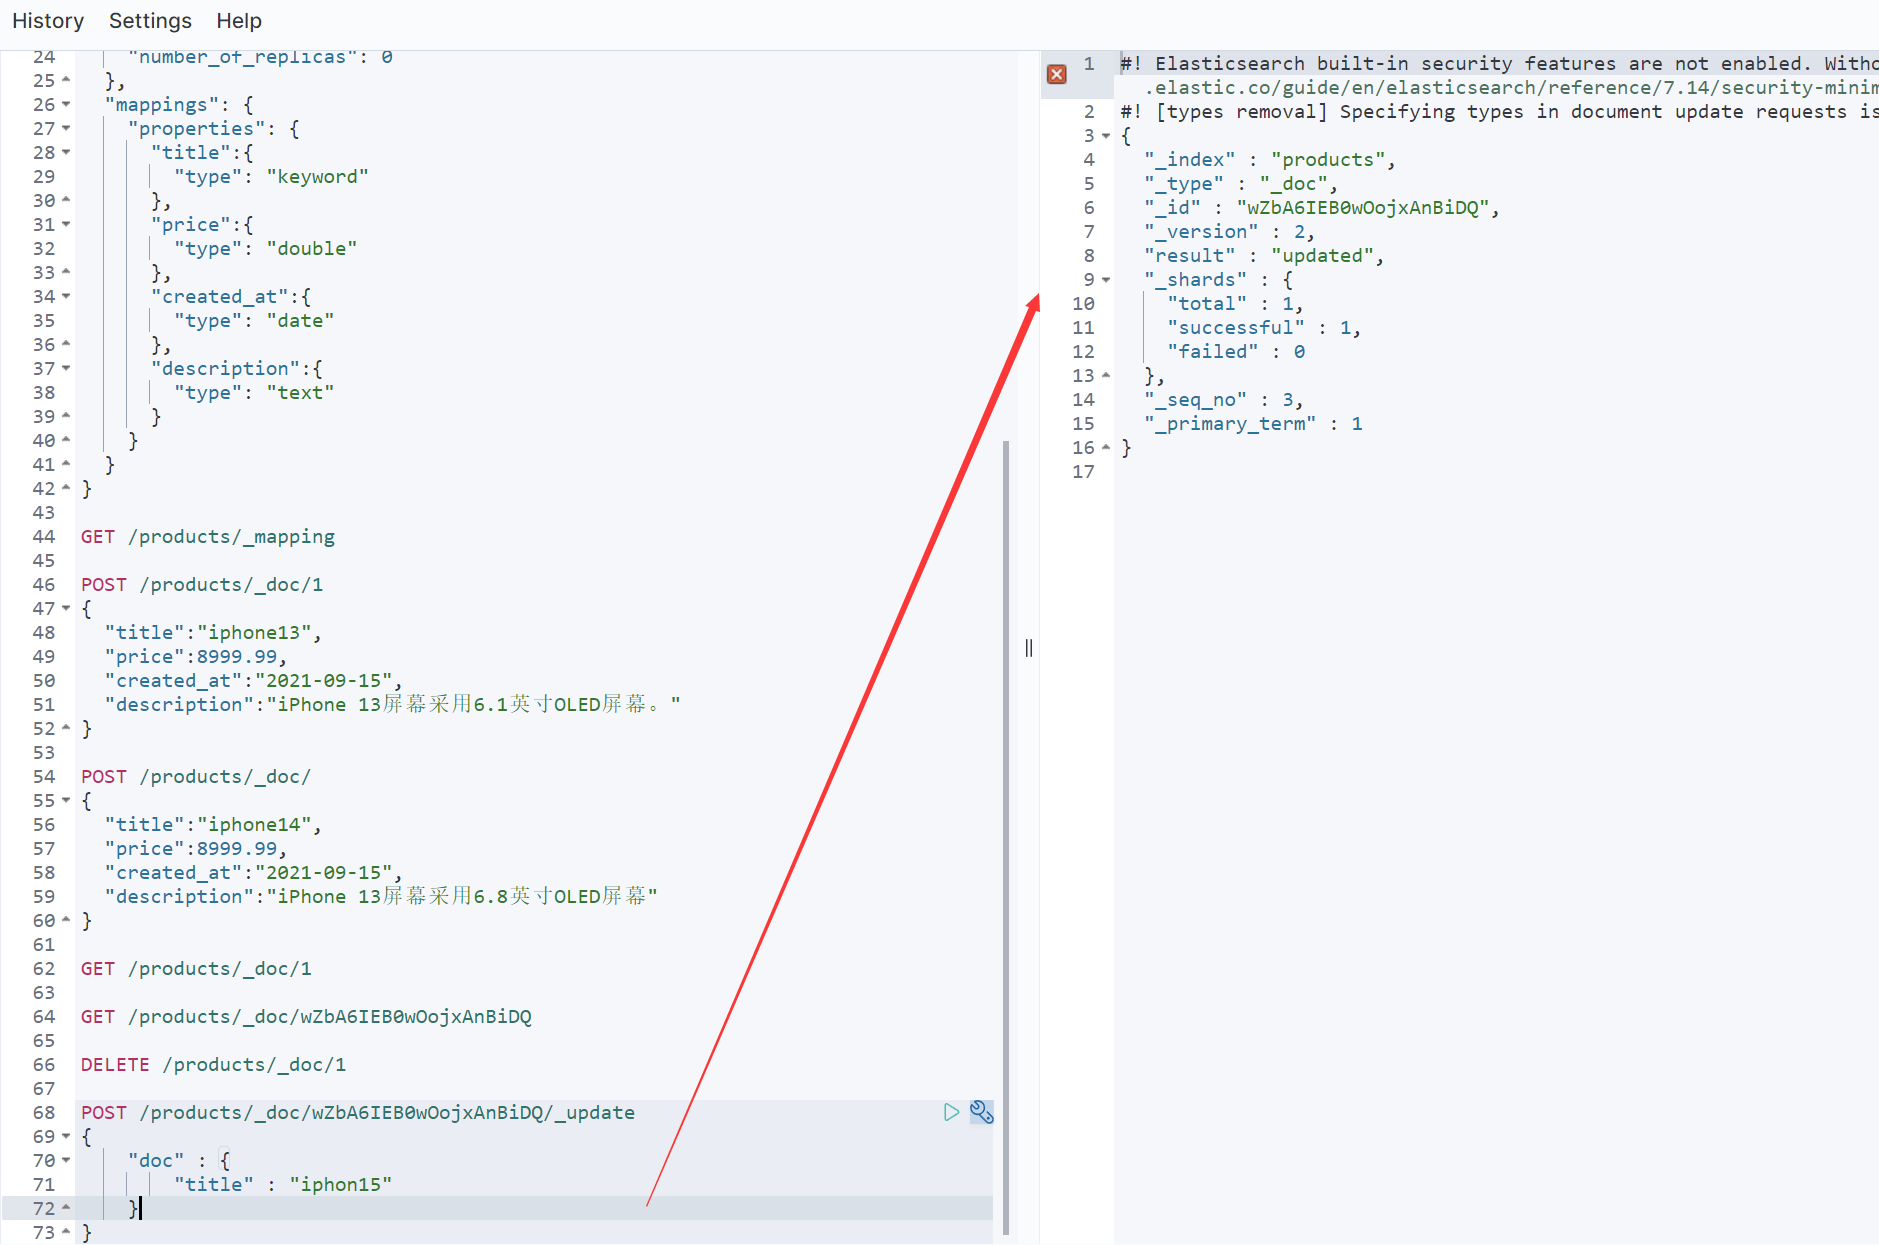 History Settings Help
24 "number_of_replicas": 0
25 },
26 "mappings": {
27 "properties": {
28 "title":{
29 "type": "keyword"
30 },
31 "price":{
32 "type": "double"
33 },
34 "created_at":{
35 "type": "date"
36 },
37 "description":{
38 "type": "text"
39 }
40 }
41 }
42 }
43
44 GET /products/_mapping
45
46 POST /products/_doc/1
47 {
48 "title":"iphone13",
49 "price":8999.99,
50 "created_at":"2021-09-15",
51 "description":"iPhone 13屏幕采用6.1英寸OLED屏幕。"
52 }
53
54 POST /products/_doc/
55 {
56 "title":"iphone14",
57 "price":8999.99,
58 "created_at":"2021-09-15",
59 "description":"iPhone 13屏幕采用6.8英寸OLED屏幕"
60 }
61
62 GET /products/_doc/1
63
64 GET /products/_doc/wZbA6IEB0wOojxAnBiDQ
65
66 DELETE /products/_doc/1
67
68 POST /products/_doc/wZbA6IEB0wOojxAnBiDQ/_update
69 {
70 "doc" : {
71 "title" : "iphon15"
72 }
73 }
1 #! Elasticsearch built-in security features are not enabled. Witho
.elastic.co/guide/en/elasticsearch/reference/7.14/security-minim
2 #! [types removal] Specifying types in document update requests is
3 {
4 "_index" : "products",
5 "_type" : "_doc",
6 "_id" : "wZbA6IEB0wOojxAnBiDQ",
7 "_version" : 2,
8 "result" : "updated",
9 "_shards" : {
10 "total" : 1,
11 "successful" : 1,
12 "failed" : 0
13 },
14 "_seq_no" : 3,
15 "_primary_term" : 1
16 }
17